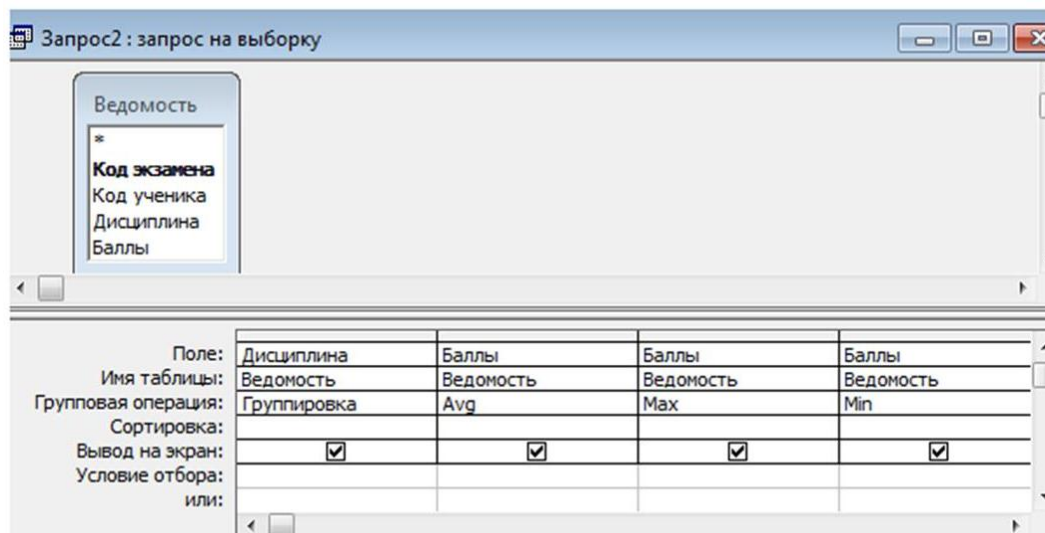 Запрос2 : запрос на выборку
Ведомость
*
Код экзамена
Код ученика
Дисциплина
Баллы
Поле: Дисциплина Баллы Баллы Баллы
Имя таблицы: Ведомость Ведомость Ведомость Ведомость
Групповая операция: Группировка Avg Max Min
Сортировка:
Вывод на экран:
Условие отбора:
или: